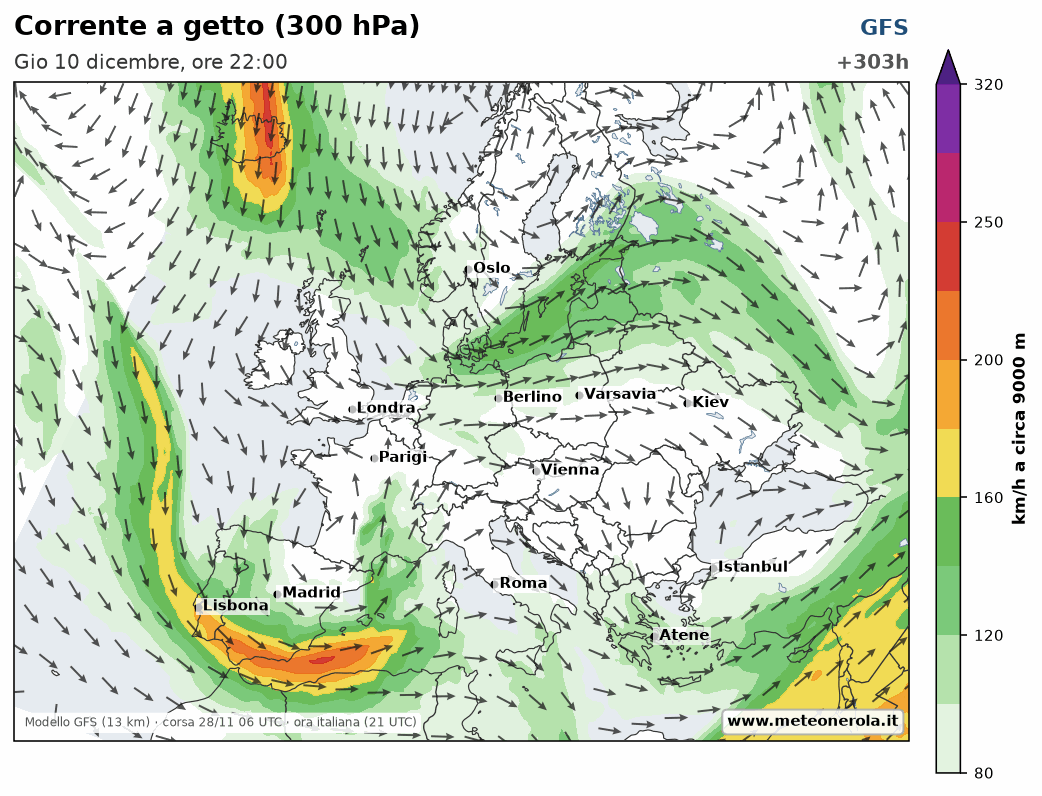 Corrente a getto (300 hPa)
GFS
Gio 10 dicembre, ore 22:00
+303h
320
250
200
160
120
80
km/h a circa 9000 m
Oslo
Berlino
Varsavia
Kiev
Londra
Parigi
Vienna
Istanbul
Roma
Madrid
Lisbona
Atene
Modello GFS (13 km) · corsa 28/11 06 UTC · ora italiana (21 UTC)
www.meteonerola.it